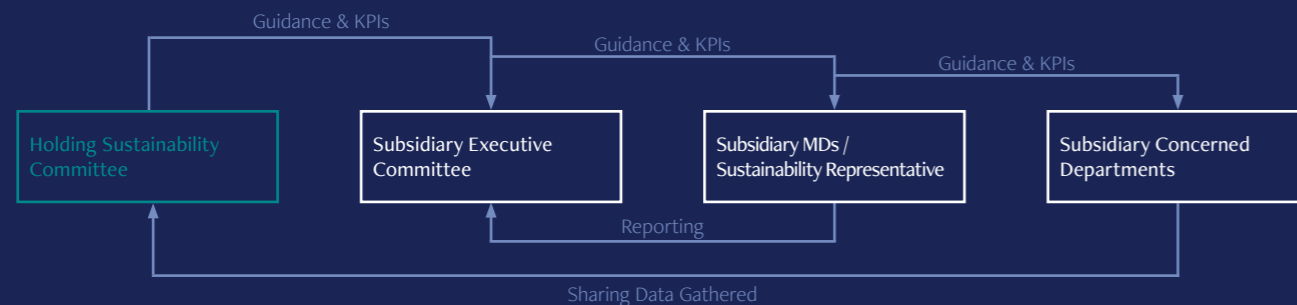 Guidance & KPIs
Guidance & KPIs
Guidance & KPIs
Holding Sustainability
Committee
Subsidiary Executive
Committee
Subsidiary MDs /
Sustainability Representative
Subsidiary Concerned
Departments
Reporting
Sharing Data Gathered